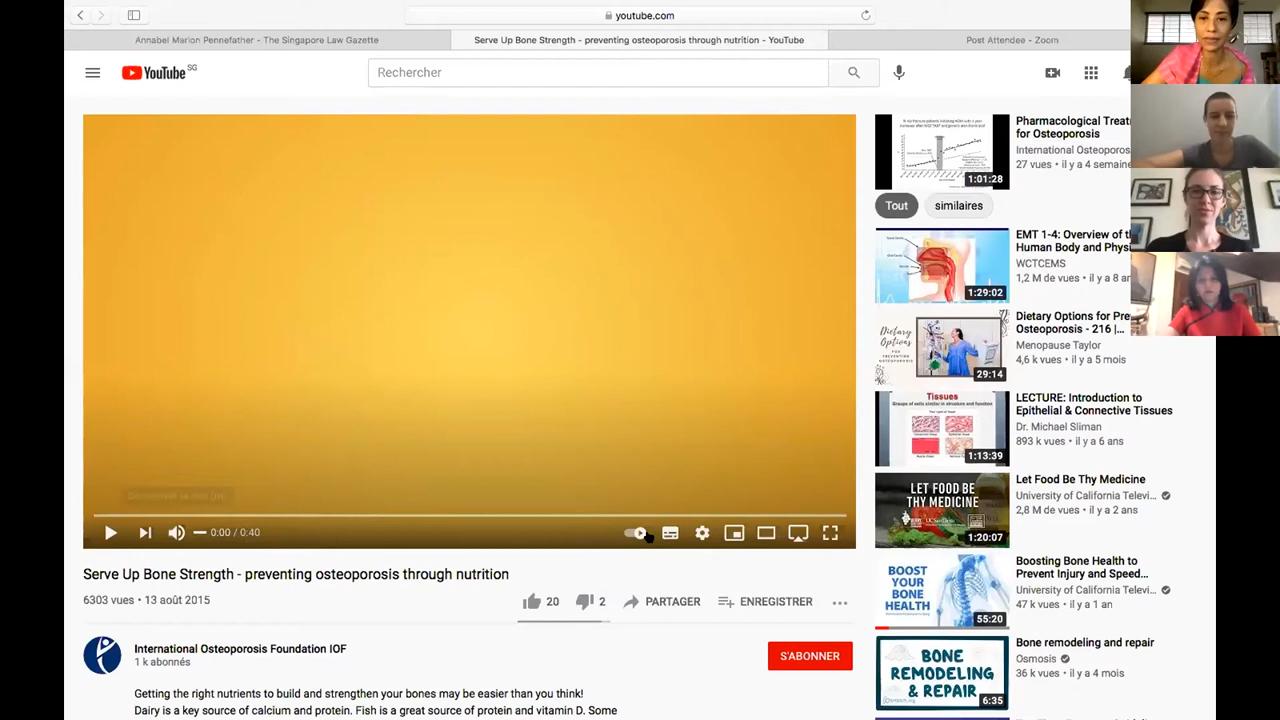 youtube.com
Annabel Marion Pennefather - The Singapore Law Gazette
Serve Up Bone Strength - preventing osteoporosis through nutrition - YouTube
Post Attendee - Zoom
YouTube SG
Rechercher
Pharmacological Treat
for Osteoporosis
International Osteoporos
27 vues • il y a 4 semaine
1:01:28
Tout
similaires
EMT 1-4: Overview of th
Human Body and Physi
WCTCEMS
1,2 M de vues • il y a 8 an
1:29:02
Dietary Options for Pre
Osteoporosis - 216 |...
Menopause Taylor
4,6 k vues • il y a 5 mois
Dietary
Options
29:14
LECTURE: Introduction to
Epithelial & Connective Tissues
Dr. Michael Sliman
893 k vues • il y a 6 ans
Tissues
1:13:39
Let Food Be Thy Medicine
University of California Televi...
2,8 M de vues • il y a 2 ans
LET FOOD BE
THY MEDICINE
1:20:07
Boosting Bone Health to
Prevent Injury and Speed...
University of California Televi...
47 k vues • il y a 1 an
BOOST
YOUR
BONE
HEALTH
55:20
Bone remodeling and repair
Osmosis
36 k vues • il y a 4 mois
BONE
REMODELING
& REPAIR
6:35
0:00 / 0:40
Serve Up Bone Strength - preventing osteoporosis through nutrition
6303 vues • 13 août 2015
20
2
PARTAGER
ENREGISTRER
International Osteoporosis Foundation IOF
1 k abonnés
S'ABONNER
Getting the right nutrients to build and strengthen your bones may be easier than you think!
Dairy is a source of calcium and protein. Fish is a great source of protein and vitamin D. Some